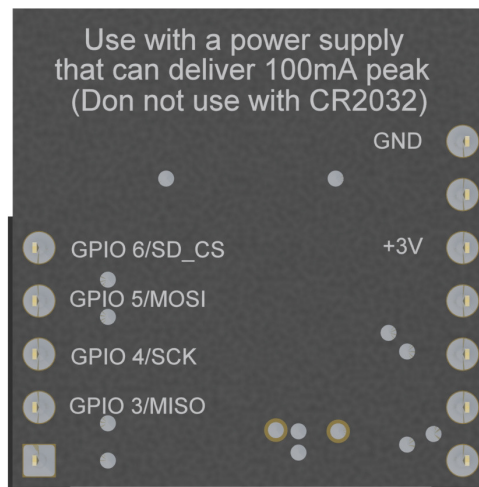 Use with a power supply
that can deliver 100mA peak
(Don not use with CR2032)
GND
GPIO 6/SD_CS
+3V
GPIO 5/MOSI
GPIO 4/SCK
GPIO 3/MISO